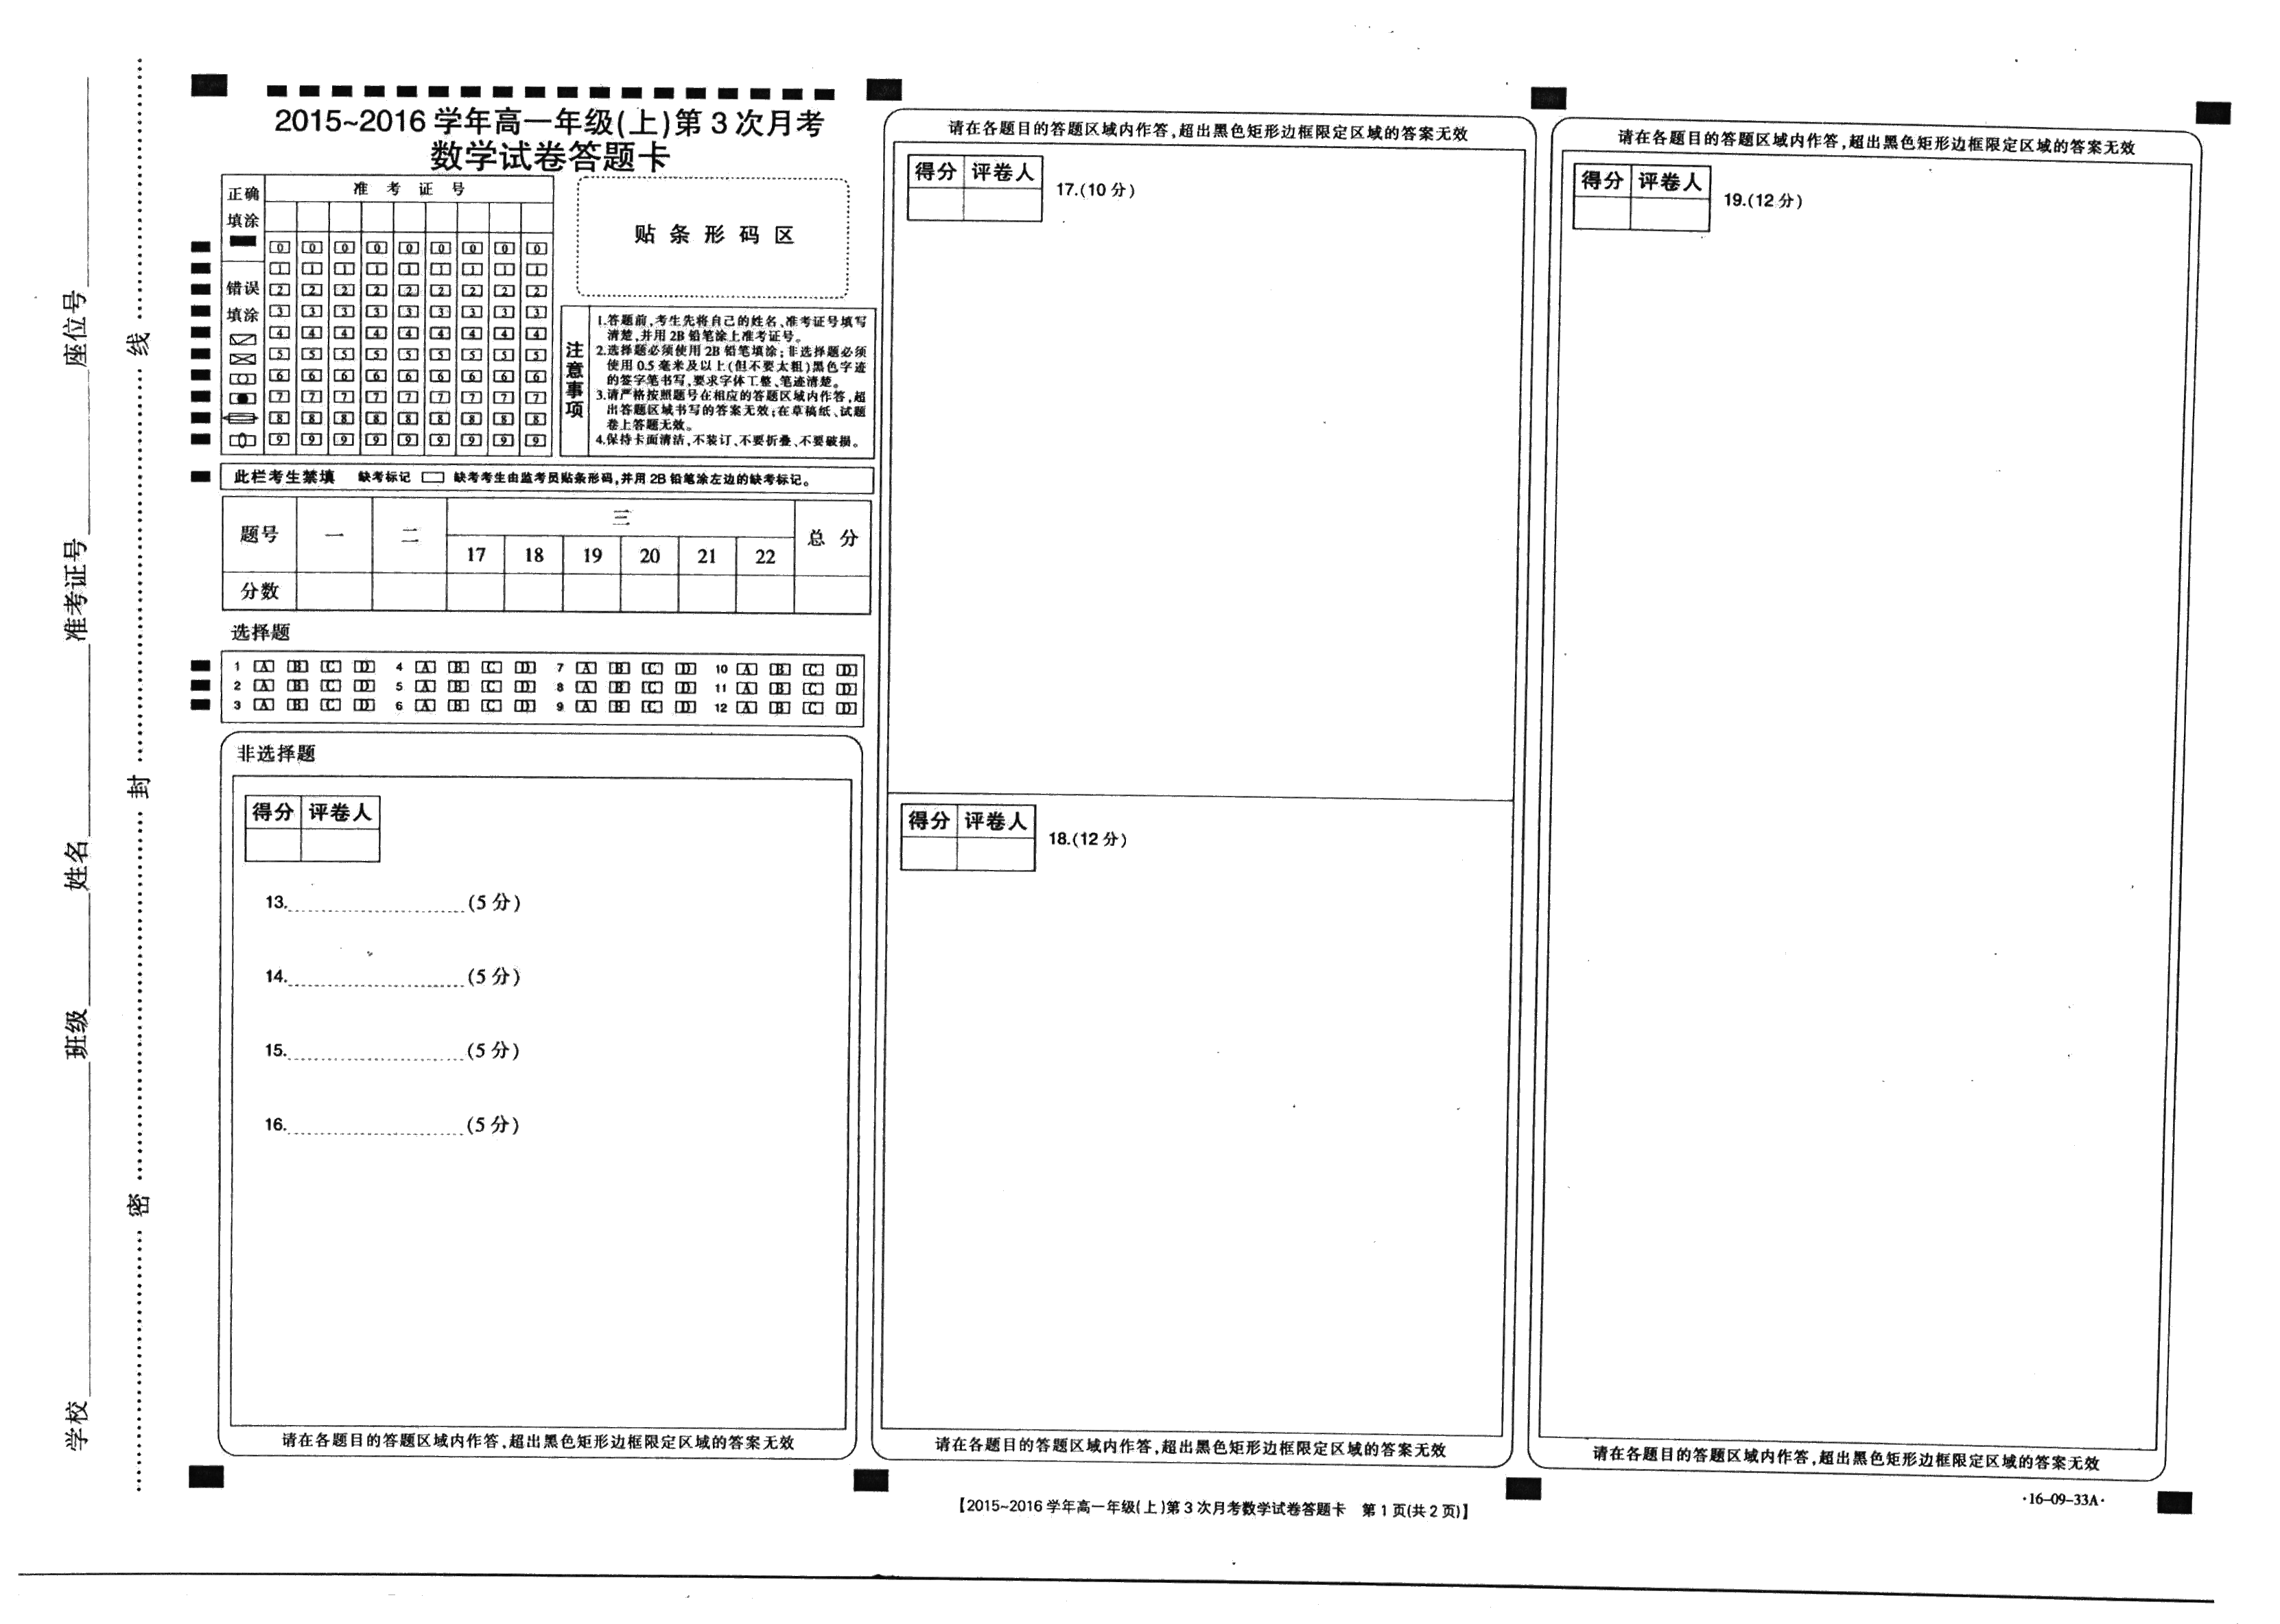 学校 班级 姓名 准考证号 座位号
密 封 线
2015~2016 学年高一年级(上)第 3 次月考
数学试卷答题卡
正确
填涂
错误
填涂
准 考 证 号
0 0 0 0 0 0 0 0 0
1 1 1 1 1 1 1 1 1
2 2 2 2 2 2 2 2 2
3 3 3 3 3 3 3 3 3
4 4 4 4 4 4 4 4 4
5 5 5 5 5 5 5 5 5
6 6 6 6 6 6 6 6 6
7 7 7 7 7 7 7 7 7
8 8 8 8 8 8 8 8 8
9 9 9 9 9 9 9 9 9
贴 条 形 码 区
注意事项
1.答题前,考生先将自己的姓名、准考证号填写
清楚,并用 2B 铅笔涂上准考证号。
2.选择题必须使用 2B 铅笔填涂;非选择题必须
使用 0.5 毫米及以上(但不要太粗)黑色字迹
的签字笔书写,要求字体工整、笔迹清楚。
3.请严格按照题号在相应的答题区域内作答,超
出答题区域书写的答案无效;在草稿纸、试题
卷上答题无效。
4.保持卡面清洁,不装订、不要折叠、不要破损。
此栏考生禁填 缺考标记 缺考考生由监考员贴条形码,并用 2B 铅笔涂左边的缺考标记。
题号 一 二 三 总 分
17 18 19 20 21 22
分数
选择题
1 A B C D 4 A B C D 7 A B C D 10 A B C D
2 A B C D 5 A B C D 8 A B C D 11 A B C D
3 A B C D 6 A B C D 9 A B C D 12 A B C D
非选择题
得分 评卷人
13. (5 分)
14. (5 分)
15. (5 分)
16. (5 分)
请在各题目的答题区域内作答,超出黑色矩形边框限定区域的答案无效
请在各题目的答题区域内作答,超出黑色矩形边框限定区域的答案无效
得分 评卷人
17.(10 分)
得分 评卷人
18.(12 分)
请在各题目的答题区域内作答,超出黑色矩形边框限定区域的答案无效
请在各题目的答题区域内作答,超出黑色矩形边框限定区域的答案无效
得分 评卷人
19.(12 分)
请在各题目的答题区域内作答,超出黑色矩形边框限定区域的答案无效
【2015~2016 学年高一年级(上)第 3 次月考数学试卷答题卡 第 1 页(共 2 页)】
·16-09-33A·